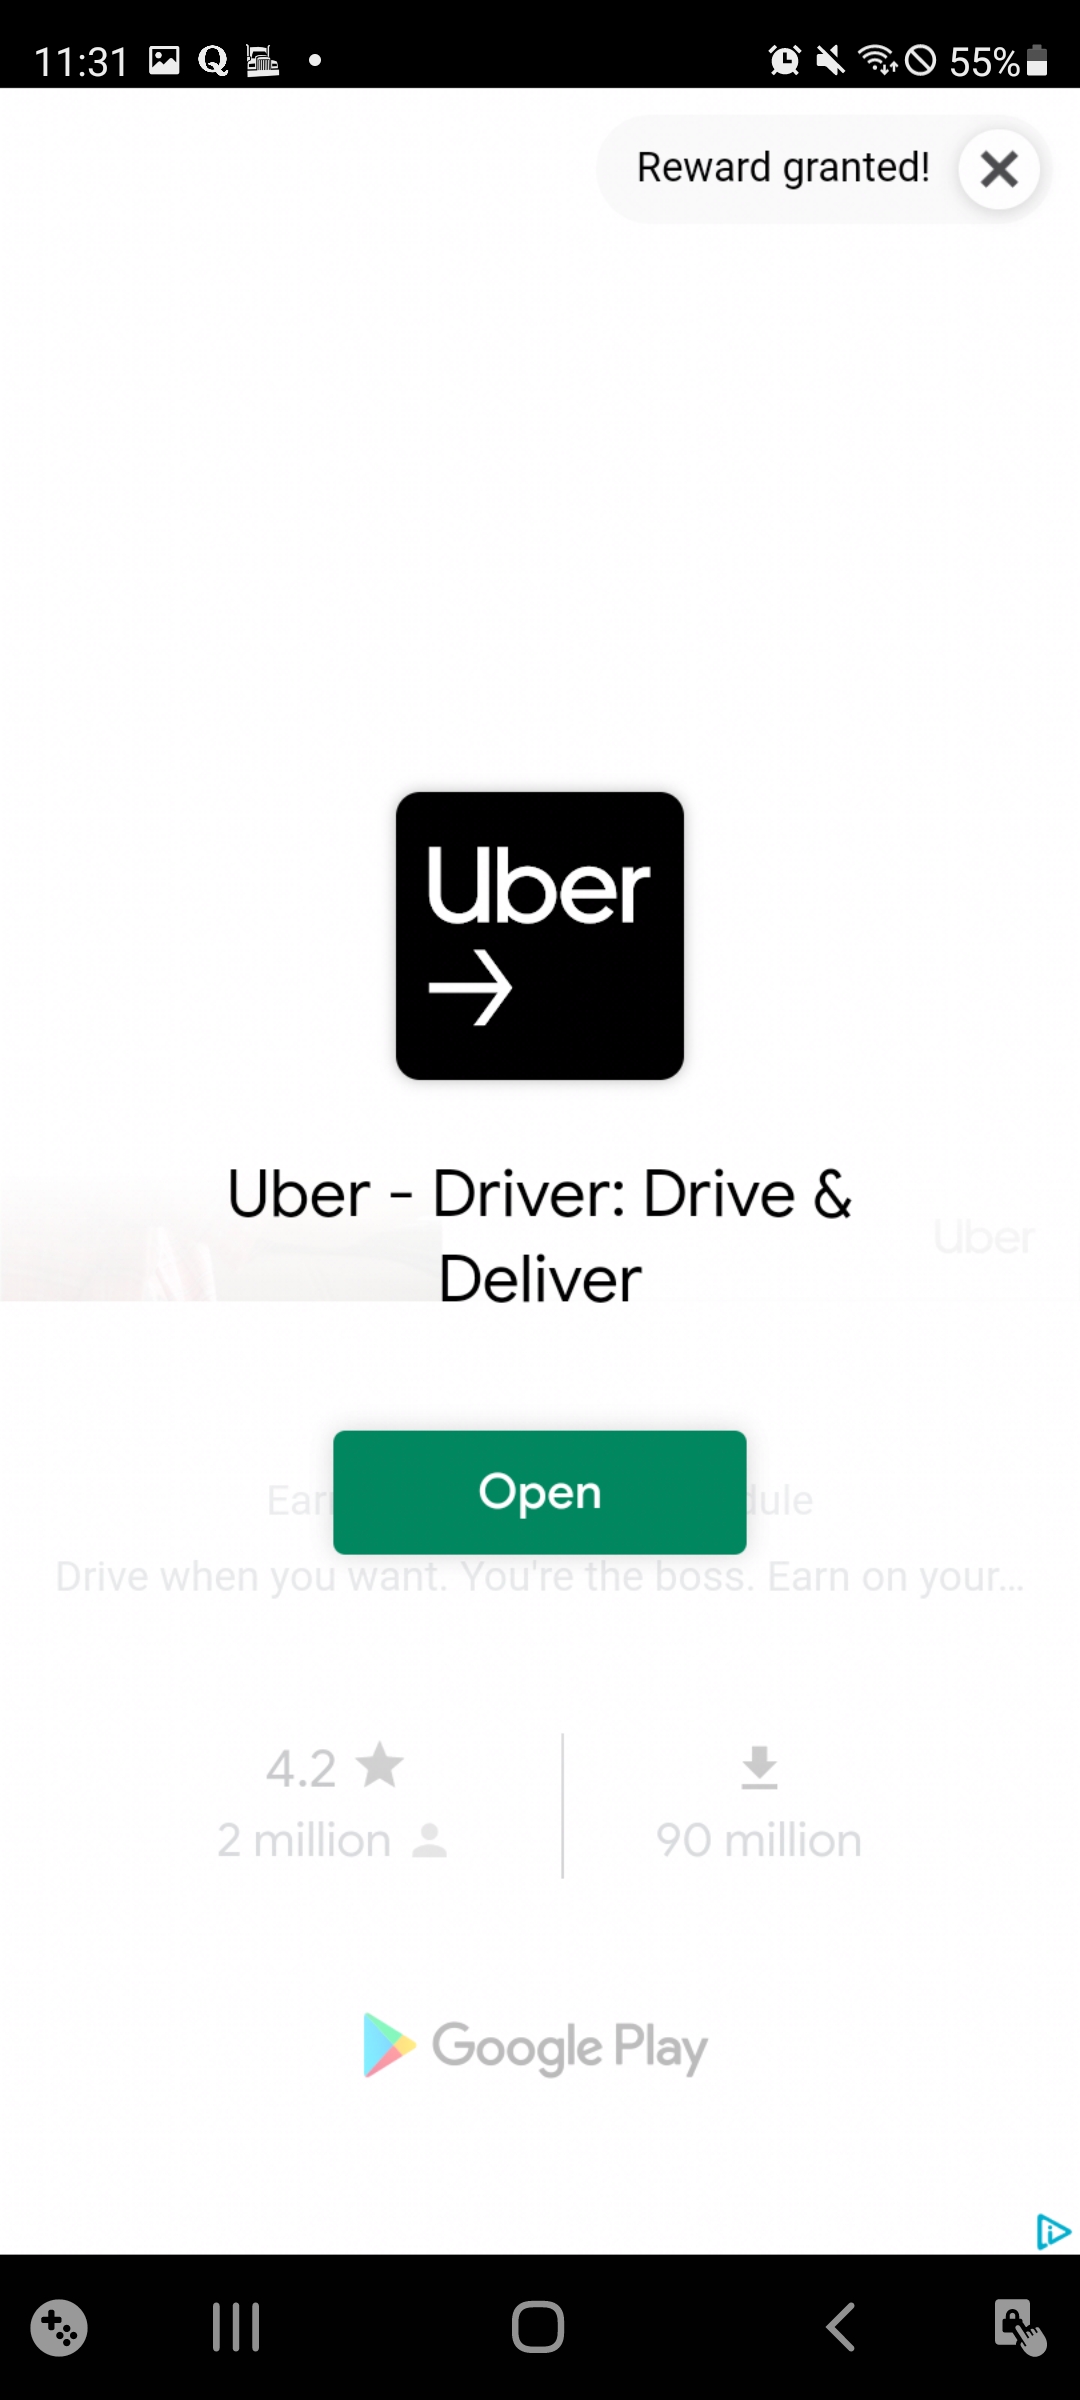 11:31
55%
Reward granted!
Uber
Uber - Driver: Drive &
Deliver
Uber
Open
Drive when you want. You're the boss. Earn on your...
4.2
2 million
90 million
Google Play